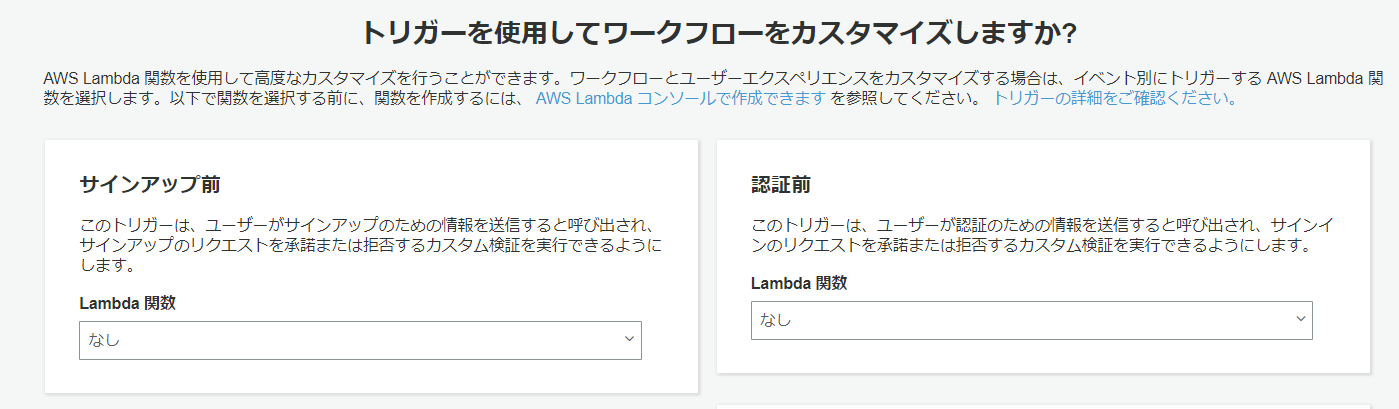 トリガーを使用してワークフローをカスタマイズしますか?
AWS Lambda 関数を使用して高度なカスタマイズを行うことができます。ワークフローとユーザーエクスペリエンスをカスタマイズする場合は、イベント別にトリガーする AWS Lambda 関
数を選択します。以下で関数を選択する前に、関数を作成するには、 AWS Lambda コンソールで作成できます を参照してください。 トリガーの詳細をご確認ください。
サインアップ前
このトリガーは、ユーザーがサインアップのための情報を送信すると呼び出され、
サインアップのリクエストを承諾または拒否するカスタム検証を実行できるように
します。
Lambda 関数
なし
認証前
このトリガーは、ユーザーが認証のための情報を送信すると呼び出され、サインイ
ンのリクエストを承諾または拒否するカスタム検証を実行できるようにします。
Lambda 関数
なし